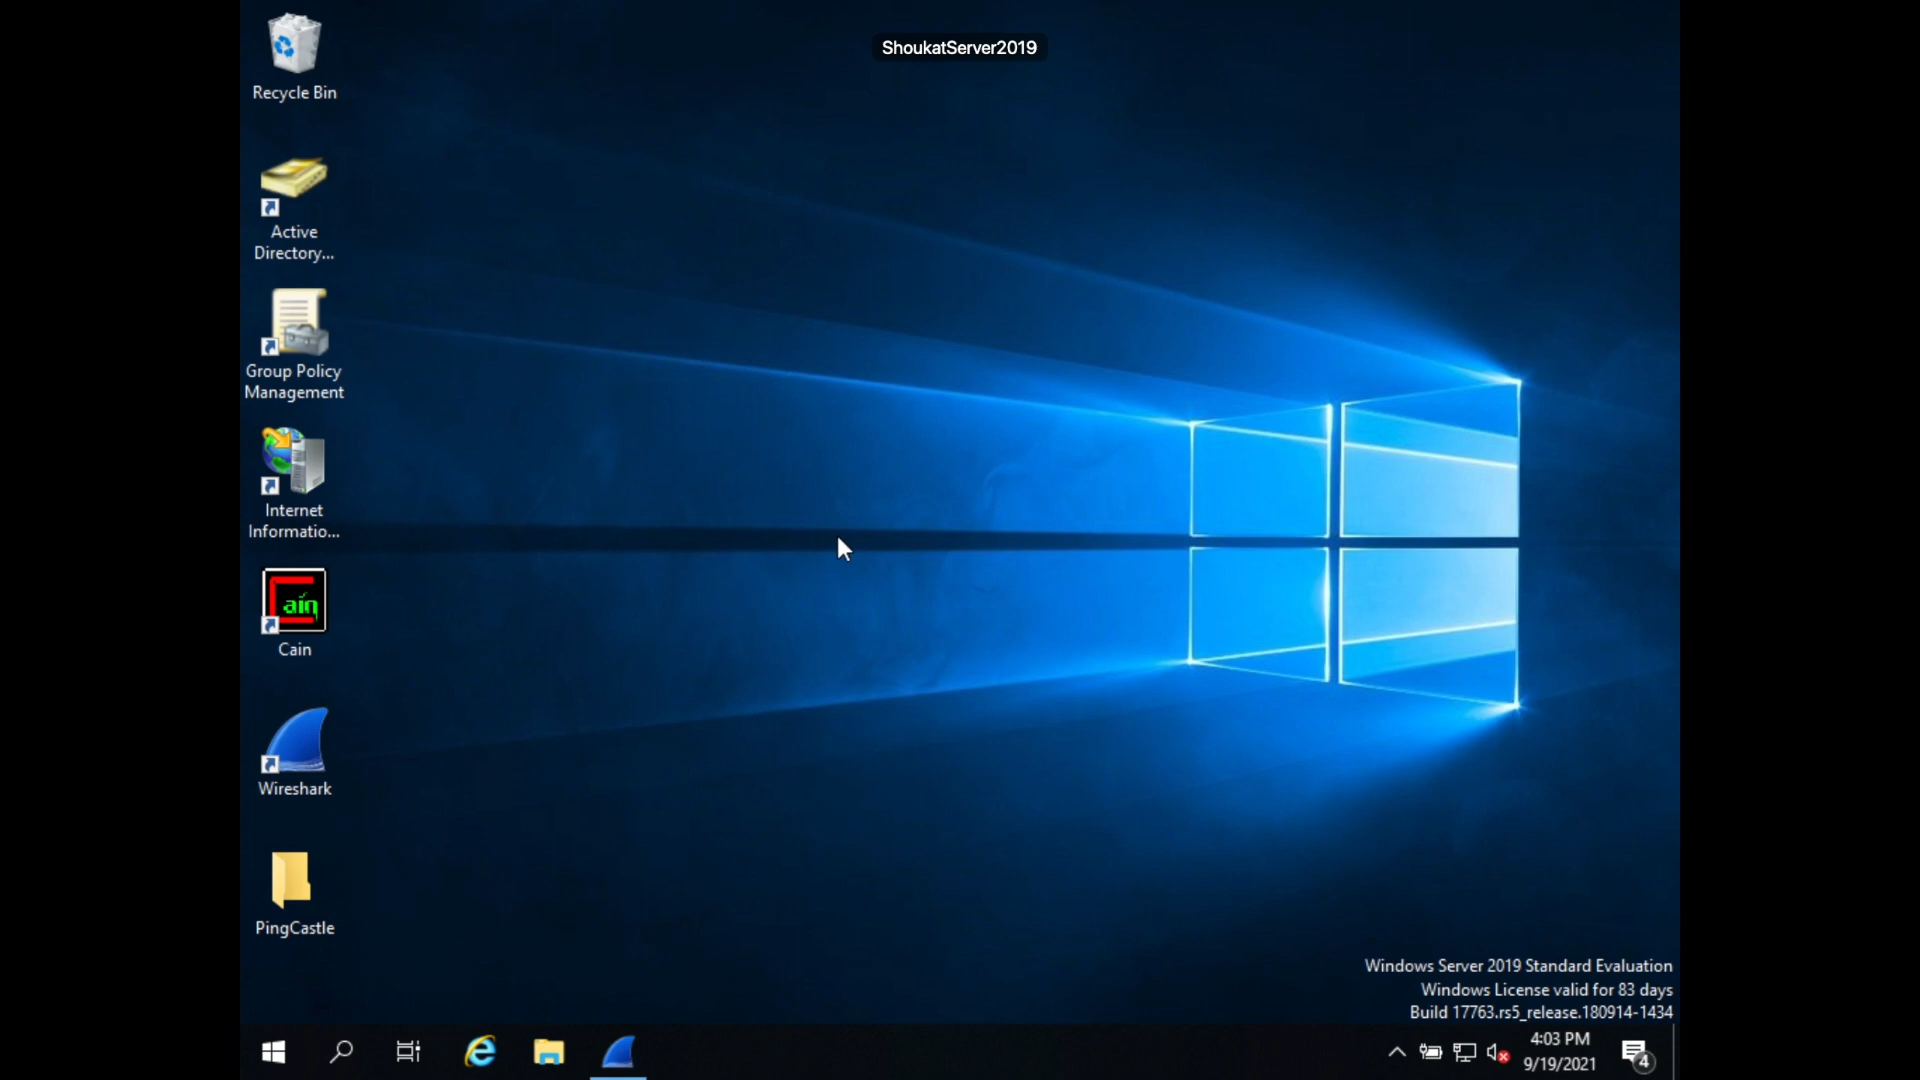 ShoukatServer2019
Recycle Bin
Active
Directory...
Group Policy
Management
Internet
Informatio...
ain
Cain
Wireshark
PingCastle
Windows Server 2019 Standard Evaluation
Windows License valid for 83 days
Build 17763.rs5_release.180914-1434
4:03 PM
9/19/2021
4